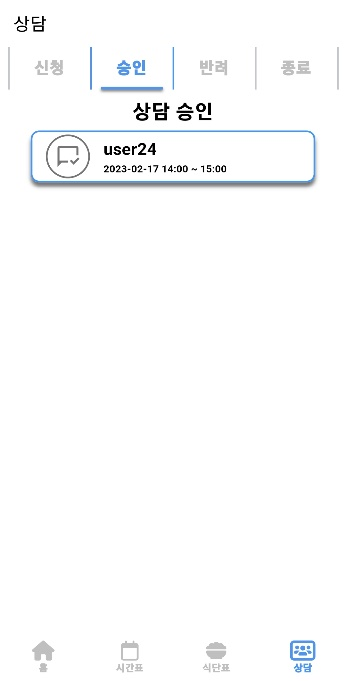 상담
신청 승인 반려 종료
상담 승인
user24
2023-02-17 14:00 ~ 15:00
홈 시간표 식단표 상담